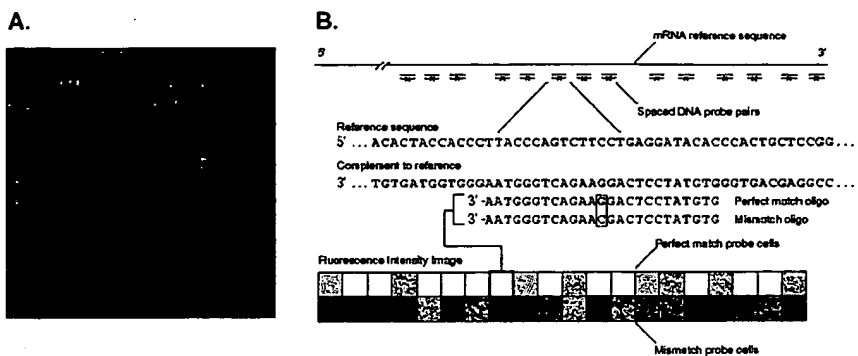 A.
B.
mRNA reference sequence
5'
3'
Spaced DNA probe pairs
Reference sequence
5' ...ACACTACCACCCTTACCCAGTCTTCCTGAGGATACACCCACTGCTCCGG...
Complement to reference
3' ...TGTGATGGTGGGAATGGGTCAGAAGGACTCCTATGTGGGTGACGAGGCC...
3' -AATGGGTCAGAAGGACTCCTATGTG Perfect match oligo
3' -AATGGGTCAGAACGACTCCTATGTG Mismatch oligo
Perfect match probe cells
Fluorescence Intensity Image
Mismatch probe cells